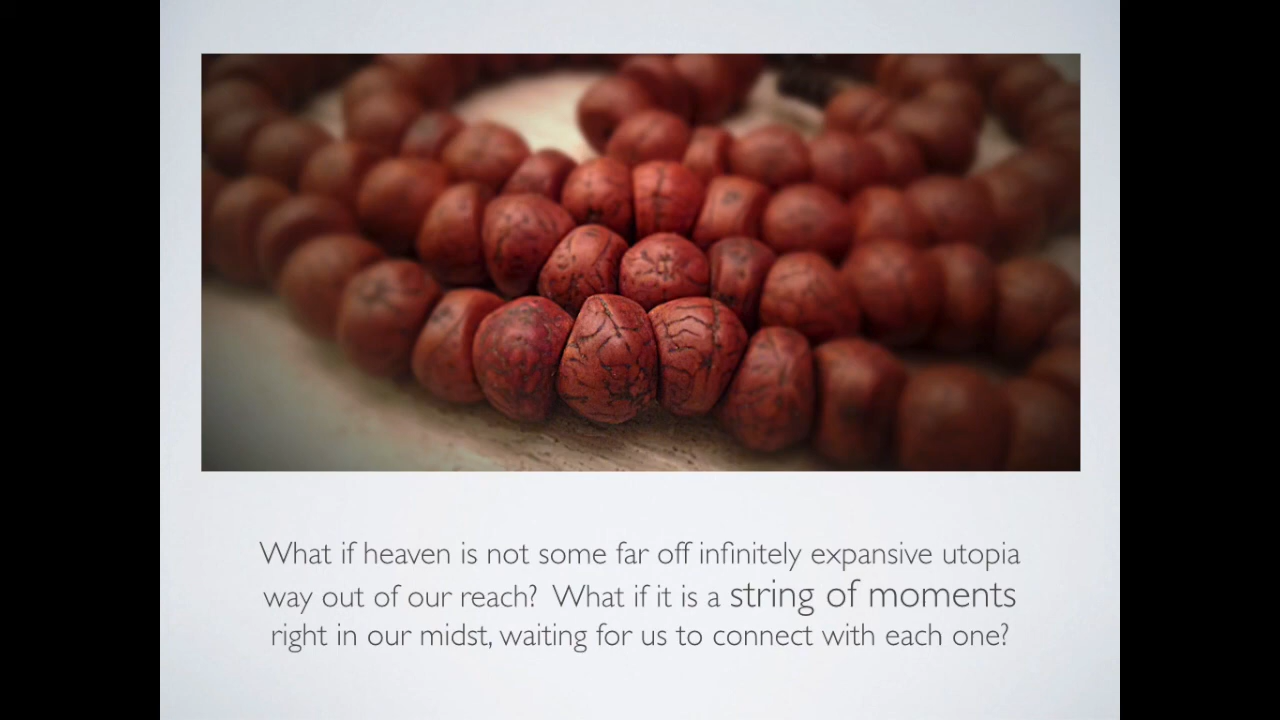 What if heaven is not some far off infinitely expansive utopia
way out of our reach?  What if it is a string of moments
right in our midst, waiting for us to connect with each one?